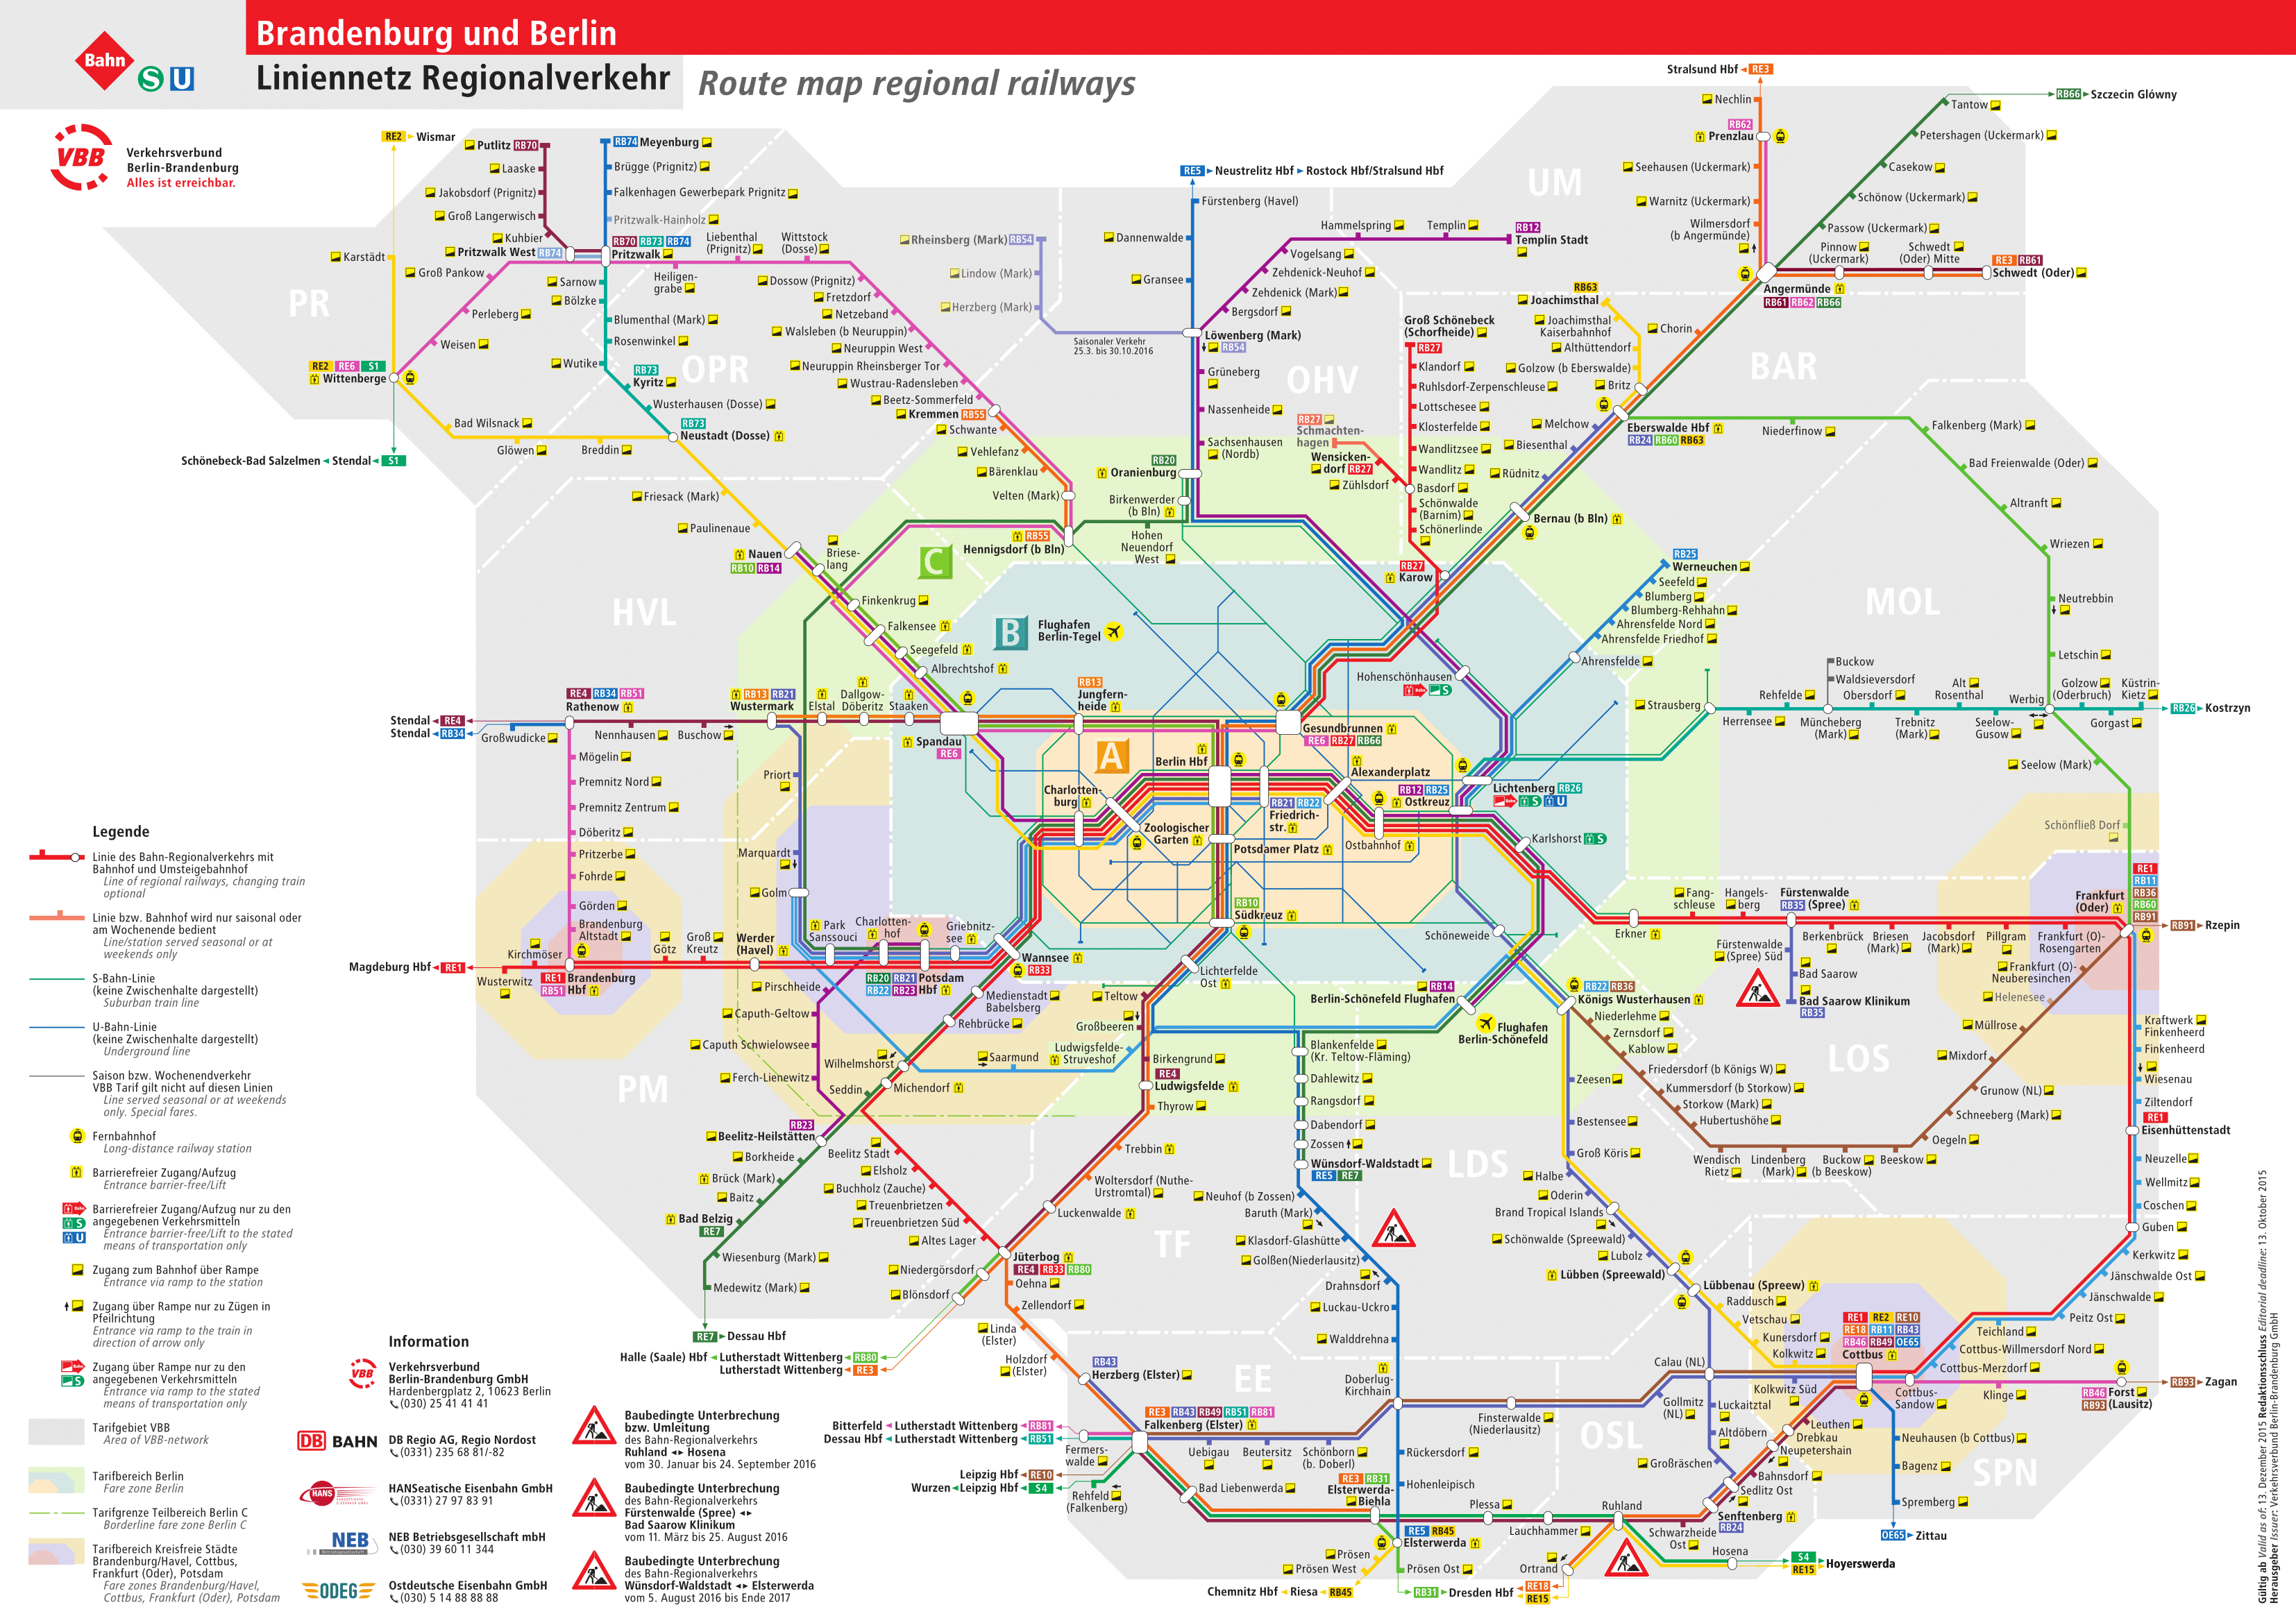 Brandenburg und Berlin
Bahn
S
U
Liniennetz Regionalverkehr
Route map regional railways
VBB
Verkehrsverbund
Berlin-Brandenburg
Alles ist erreichbar.
RE2 Wismar
Putlitz RB70
Laaske
Jakobsdorf (Prignitz)
Groß Langerwisch
Kuhbier
Pritzwalk West RB74
RB74 Meyenburg
Brügge (Prignitz)
Falkenhagen Gewerbepark Prignitz
Pritzwalk-Hainholz
RB70 RB73 RB74
Pritzwalk
Liebenthal
(Prignitz)
Wittstock
(Dosse)
Heiligen-
grabe
Karstädt
Groß Pankow
Perleberg
Weisen
RE2 RE6 S1
Wittenberge
PR
Sarnow
Bölzke
Blumenthal (Mark)
Rosenwinkel
Wutike
RB73
Kyritz
Wusterhausen (Dosse)
RB73
Neustadt (Dosse)
OPR
Bad Wilsnack
Glöwen
Breddin
Schönebeck-Bad Salzelmen Stendal S1
Dossow (Prignitz)
Fretzdorf
Netzeband
Walsleben (b Neuruppin)
Neuruppin West
Neuruppin Rheinsberger Tor
Wustrau-Radensleben
Beetz-Sommerfeld
Kremmen RB55
Schwante
Vehlefanz
Bärenklau
Velten (Mark)
RB55
Hennigsdorf (b Bln)
Rheinsberg (Mark) RB54
Lindow (Mark)
Herzberg (Mark)
Saisonaler Verkehr
25.3. bis 30.10.2016
RE5 Neustrelitz Hbf Rostock Hbf/Stralsund Hbf
Fürstenberg (Havel)
Dannenwalde
Gransee
Löwenberg (Mark)
RB54
Grüneberg
Nassenheide
Sachsenhausen
(Nordb)
RB20
Oranienburg
Birkenwerder
(b Bln)
Hohen
Neuendorf
West
Hammelspring
Templin
RB12
Templin Stadt
Vogelsang
Zehdenick-Neuhof
Zehdenick (Mark)
Bergsdorf
OHV
Groß Schönebeck
(Schorfheide)
RB27
Klandorf
Ruhlsdorf-Zerpenschleuse
Lottschesee
Klosterfelde
Wandlitzsee
Wandlitz
Basdorf
Schönwalde
(Barnim)
Schönerlinde
RB27
Schmachten-
hagen
Wensicken-
dorf RB27
Zühlsdorf
RB27
Karow
Stralsund Hbf RE3
Nechlin
RB62
Prenzlau
Seehausen (Uckermark)
Warnitz (Uckermark)
Wilmersdorf
(b Angermünde)
UM
RB66 Szczecin Główny
Tantow
Petershagen (Uckermark)
Casekow
Schönow (Uckermark)
Passow (Uckermark)
Pinnow
(Uckermark)
Schwedt
(Oder) Mitte
RE3 RB61
Schwedt (Oder)
Angermünde
RB61 RB62 RB66
RB63
Joachimsthal
Joachimsthal
Kaiserbahnhof
Althüttendorf
Golzow (b Eberswalde)
Britz
Chorin
BAR
Melchow
Biesenthal
Rüdnitz
Eberswalde Hbf
RB24 RB60 RB63
Bernau (b Bln)
Niederfinow
Falkenberg (Mark)
Bad Freienwalde (Oder)
Altranft
Wriezen
Neutrebbin
Letschin
MOL
RB25
Werneuchen
Seefeld
Blumberg
Blumberg-Rehhahn
Ahrensfelde Nord
Ahrensfelde Friedhof
Ahrensfelde
Friesack (Mark)
Paulinenaue
Nauen
RB10 RB14
Briese-
lang
Finkenkrug
Falkensee
Seegefeld
Albrechtshof
C
B
A
HVL
Flughafen
Berlin-Tegel
Hohenschönhausen
Strausberg
Herrensee
Rehfelde
Müncheberg
(Mark)
Buckow
Waldsieversdorf
Obersdorf
Trebnitz
(Mark)
Alt
Rosenthal
Seelow-
Gusow
Werbig
Golzow
(Oderbruch)
Küstrin-
Kietz
Gorgast
RB26 Kostrzyn
Seelow (Mark)
Schönfließ Dorf
Stendal RE4
Stendal RB34
Großwudicke
RE4 RB34 RB51
Rathenow
Nennhausen
Buschow
RB13 RB21
Wustermark
Elstal
Dallgow-
Döberitz
Staaken
Spandau
RE6
RB13
Jungfern-
heide
Gesundbrunnen
RE6 RB27 RB66
Berlin Hbf
Alexanderplatz
RB12 RB25
Ostkreuz
Lichtenberg RB26
Charlotten-
burg
Zoologischer
Garten
RB21 RB22
Friedrich-
str.
Potsdamer Platz
Ostbahnhof
Karlshorst
RB10
Südkreuz
Schöneweide
Mögelin
Premnitz Nord
Premnitz Zentrum
Döberitz
Pritzerbe
Fohrde
Görden
Brandenburg
Altstadt
Priort
Marquardt
Golm
Park
Sanssouci
Charlotten-
hof
Griebnitz-
see
Wannsee
RB33
Magdeburg Hbf RE1
Wusterwitz
Kirchmöser
RE1 Brandenburg
RB51 Hbf
Götz
Groß
Kreutz
Werder
(Havel)
RB20 RB21 Potsdam
RB22 RB23 Hbf
Pirschheide
Caputh-Geltow
Caputh Schwielowsee
Ferch-Lienewitz
Medienstadt
Babelsberg
Rehbrücke
Wilhelmshorst
Michendorf
Seddin
Saarmund
PM
RB23
Beelitz-Heilstätten
Borkheide
Brück (Mark)
Baitz
Bad Belzig
RE7
Wiesenburg (Mark)
Medewitz (Mark)
RE7 Dessau Hbf
Beelitz Stadt
Elsholz
Buchholz (Zauche)
Treuenbrietzen
Treuenbrietzen Süd
Altes Lager
Niedergörsdorf
Blönsdorf
Halle (Saale) Hbf Lutherstadt Wittenberg RB80
Lutherstadt Wittenberg RE3
Lichterfelde
Ost
Teltow
Großbeeren
Ludwigsfelde-
Struveshof
Birkengrund
RE4
Ludwigsfelde
Thyrow
Trebbin
Woltersdorf (Nuthe-
Urstromtal)
Luckenwalde
Jüterbog
RE4 RB33 RB80
Oehna
Zellendorf
Linda
(Elster)
Holzdorf
(Elster)
TF
RB14
Berlin-Schönefeld Flughafen
Flughafen
Berlin-Schönefeld
Blankenfelde
(Kr. Teltow-Fläming)
Dahlewitz
Rangsdorf
Dabendorf
Zossen
Wünsdorf-Waldstadt
RE5 RE7
Neuhof (b Zossen)
Baruth (Mark)
Klasdorf-Glashütte
Golßen(Niederlausitz)
Drahnsdorf
Luckau-Uckro
Walddrehna
Doberlug-
Kirchhain
Rückersdorf
Hohenleipisch
RB22 RB36
Königs Wusterhausen
Niederlehme
Zernsdorf
Kablow
Friedersdorf (b Königs W)
Kummersdorf (b Storkow)
Storkow (Mark)
Hubertushöhe
Wendisch
Rietz
Lindenberg
(Mark)
Buckow
(b Beeskow)
Beeskow
Oegeln
Schneeberg (Mark)
Grunow (NL)
Mixdorf
Müllrose
Helenesee
Frankfurt (O)-
Neuberesinchen
LOS
Zeesen
Bestensee
Groß Köris
Halbe
Oderin
Brand Tropical Islands
Schönwalde (Spreewald)
Lubolz
Lübben (Spreewald)
Lübbenau (Spreew)
LDS
Erkner
Fang-
schleuse
Hangels-
berg
Fürstenwalde
RB35 (Spree)
Fürstenwalde
(Spree) Süd
Bad Saarow
Bad Saarow Klinikum
RB35
Berkenbrück
Briesen
(Mark)
Jacobsdorf
(Mark)
Pillgram
Frankfurt (O)-
Rosengarten
RE1
RB11
RB36
RB60
RB91
Frankfurt
(Oder)
RB91 Rzepin
Kraftwerk
Finkenheerd
Finkenheerd
Wiesenau
Ziltendorf
RE1
Eisenhüttenstadt
Neuzelle
Wellmitz
Coschen
Guben
Kerkwitz
Jänschwalde Ost
Jänschwalde
Peitz Ost
Teichland
Cottbus-Willmersdorf Nord
Cottbus-Merzdorf
Raddusch
Vetschau
Kunersdorf
Kolkwitz
RE1 RE2 RE10
RE18 RB11 RB43
RB46 RB49 OE65
Cottbus
Cottbus-
Sandow
Klinge
RB46 Forst
RB93 (Lausitz)
RB93 Zagan
Kolkwitz Süd
Calau (NL)
Gollmitz
(NL)
Luckaitztal
Altdöbern
Großräschen
Leuthen
Drebkau
Neupetershain
Bahnsdorf
Sedlitz Ost
Senftenberg
RB24
Neuhausen (b Cottbus)
Bagenz
Spremberg
OE65 Zittau
SPN
OSL
EE
RB43
Herzberg (Elster)
RE3 RB43 RB49 RB51 RB81
Falkenberg (Elster)
Bitterfeld Lutherstadt Wittenberg RB81
Dessau Hbf Lutherstadt Wittenberg RB51
Fermers-
walde
Leipzig Hbf RE10
Wurzen Leipzig Hbf S4
Rehfeld
(Falkenberg)
Uebigau
Beutersitz
Schönborn
(b. Doberl)
Finsterwalde
(Niederlausitz)
Bad Liebenwerda
RE3 RB31
Elsterwerda-
Biehla
RE5 RB45
Elsterwerda
Prösen
Prösen West
Prösen Ost
Chemnitz Hbf Riesa RB45
RB31 Dresden Hbf RE18
RE15
Plessa
Lauchhammer
Ruhland
Ortrand
Schwarzheide
Ost
Hosena
S4
RE15
Hoyerswerda
Legende
Linie des Bahn-Regionalverkehrs mit
Bahnhof und Umsteigebahnhof
Line of regional railways, changing train
optional
Linie bzw. Bahnhof wird nur saisonal oder
am Wochenende bedient
Line/station served seasonal or at
weekends only
S-Bahn-Linie
(keine Zwischenhalte dargestellt)
Suburban train line
U-Bahn-Linie
(keine Zwischenhalte dargestellt)
Underground line
Saison bzw. Wochenendverkehr
VBB Tarif gilt nicht auf diesen Linien
Line served seasonal or at weekends
only. Special fares.
Fernbahnhof
Long-distance railway station
Barrierefreier Zugang/Aufzug
Entrance barrier-free/Lift
Barrierefreier Zugang/Aufzug nur zu den
angegebenen Verkehrsmitteln
Entrance barrier-free/Lift to the stated
means of transportation only
Zugang zum Bahnhof über Rampe
Entrance via ramp to the station
Zugang über Rampe nur zu Zügen in
Pfeilrichtung
Entrance via ramp to the train in
direction of arrow only
Zugang über Rampe nur zu den
angegebenen Verkehrsmitteln
Entrance via ramp to the stated
means of transportation only
Tarifgebiet VBB
Area of VBB-network
Tarifbereich Berlin
Fare zone Berlin
Tarifgrenze Teilbereich Berlin C
Borderline fare zone Berlin C
Tarifbereich Kreisfreie Städte
Brandenburg/Havel, Cottbus,
Frankfurt (Oder), Potsdam
Fare zones Brandenburg/Havel,
Cottbus, Frankfurt (Oder), Potsdam
Information
VBB
Verkehrsverbund
Berlin-Brandenburg GmbH
Hardenbergplatz 2, 10623 Berlin
(030) 25 41 41 41
DB BAHN
DB Regio AG, Regio Nordost
(0331) 235 68 81/-82
HANS
HANSeatische Eisenbahn GmbH
(0331) 27 97 83 91
NEB
NEB Betriebsgesellschaft mbH
(030) 39 60 11 344
ODEG
Ostdeutsche Eisenbahn GmbH
(030) 5 14 88 88 88
Baubedingte Unterbrechung
bzw. Umleitung
des Bahn-Regionalverkehrs
Ruhland Hosena
vom 30. Januar bis 24. September 2016
Baubedingte Unterbrechung
des Bahn-Regionalverkehrs
Fürstenwalde (Spree)
Bad Saarow Klinikum
vom 11. März bis 25. August 2016
Baubedingte Unterbrechung
des Bahn-Regionalverkehrs
Wünsdorf-Waldstadt Elsterwerda
vom 5. August 2016 bis Ende 2017
Gültig ab Valid as of: 13. Dezember 2015 Redaktionsschluss Editorial deadline: 13. Oktober 2015
Herausgeber Issuer: Verkehrsverbund Berlin-Brandenburg GmbH